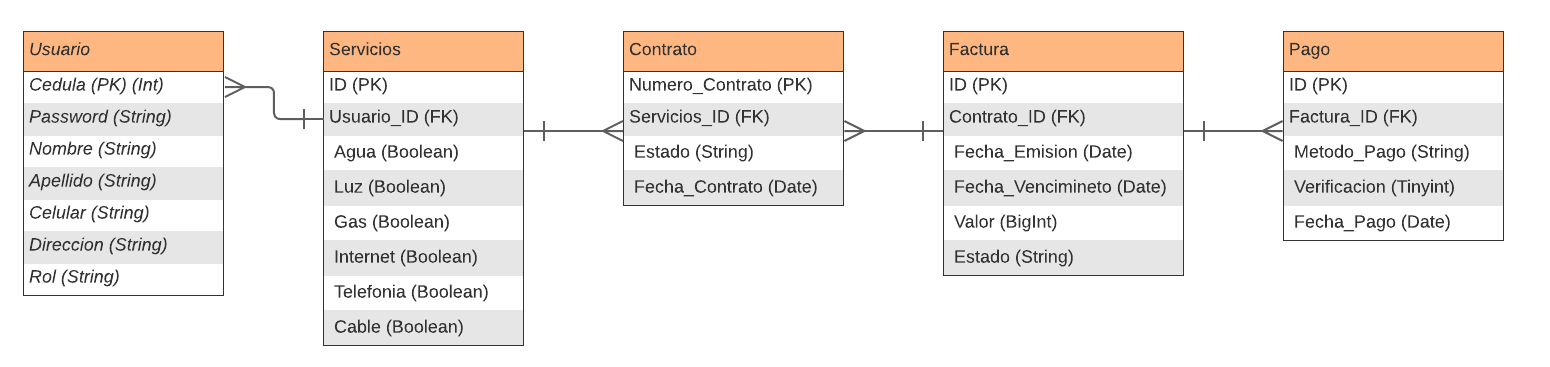 Usuario
Cedula (PK) (Int)
Password (String)
Nombre (String)
Apellido (String)
Celular (String)
Direccion (String)
Rol (String)
Servicios
ID (PK)
Usuario_ID (FK)
Agua (Boolean)
Luz (Boolean)
Gas (Boolean)
Internet (Boolean)
Telefonia (Boolean)
Cable (Boolean)
Contrato
Numero_Contrato (PK)
Servicios_ID (FK)
Estado (String)
Fecha_Contrato (Date)
Factura
ID (PK)
Contrato_ID (FK)
Fecha_Emision (Date)
Fecha_Vencimineto (Date)
Valor (BigInt)
Estado (String)
Pago
ID (PK)
Factura_ID (FK)
Metodo_Pago (String)
Verificacion (Tinyint)
Fecha_Pago (Date)